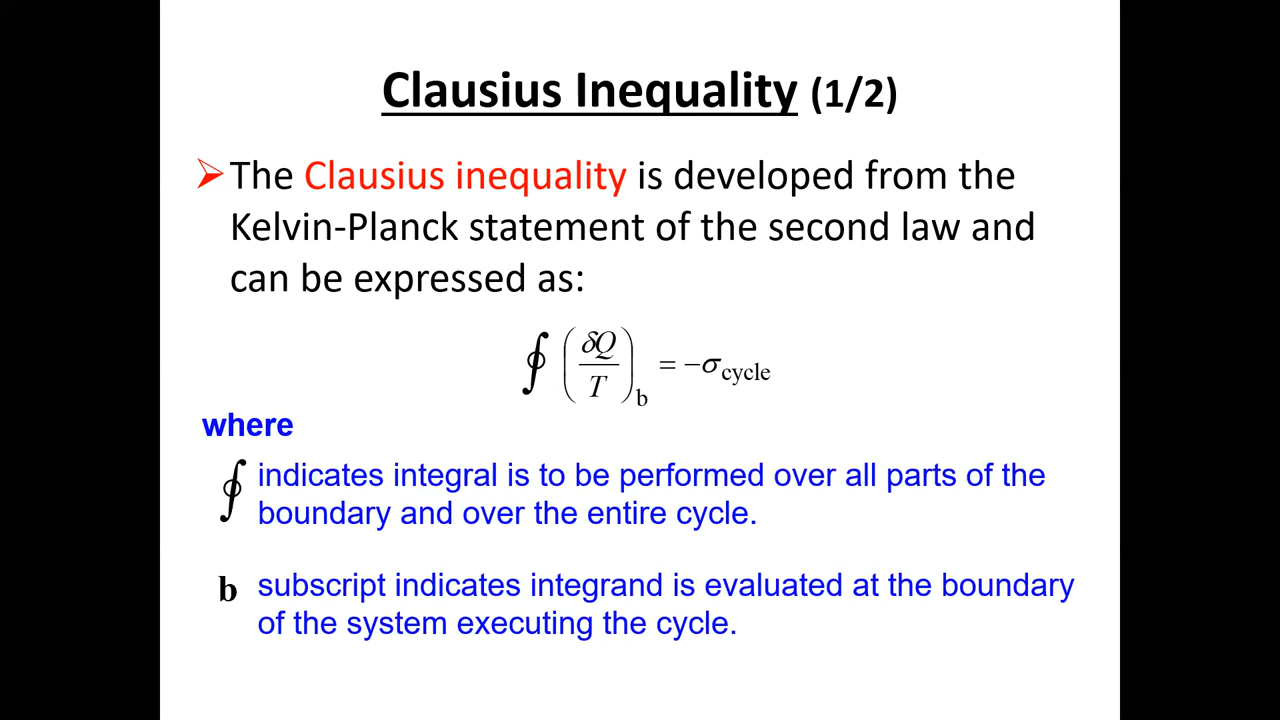 Clausius Inequality (1/2)
➢The Clausius inequality is developed from the
Kelvin-Planck statement of the second law and
can be expressed as:
∮ (δQ/T)b = −σcycle
where
∮ indicates integral is to be performed over all parts of the
boundary and over the entire cycle.
b subscript indicates integrand is evaluated at the boundary
of the system executing the cycle.